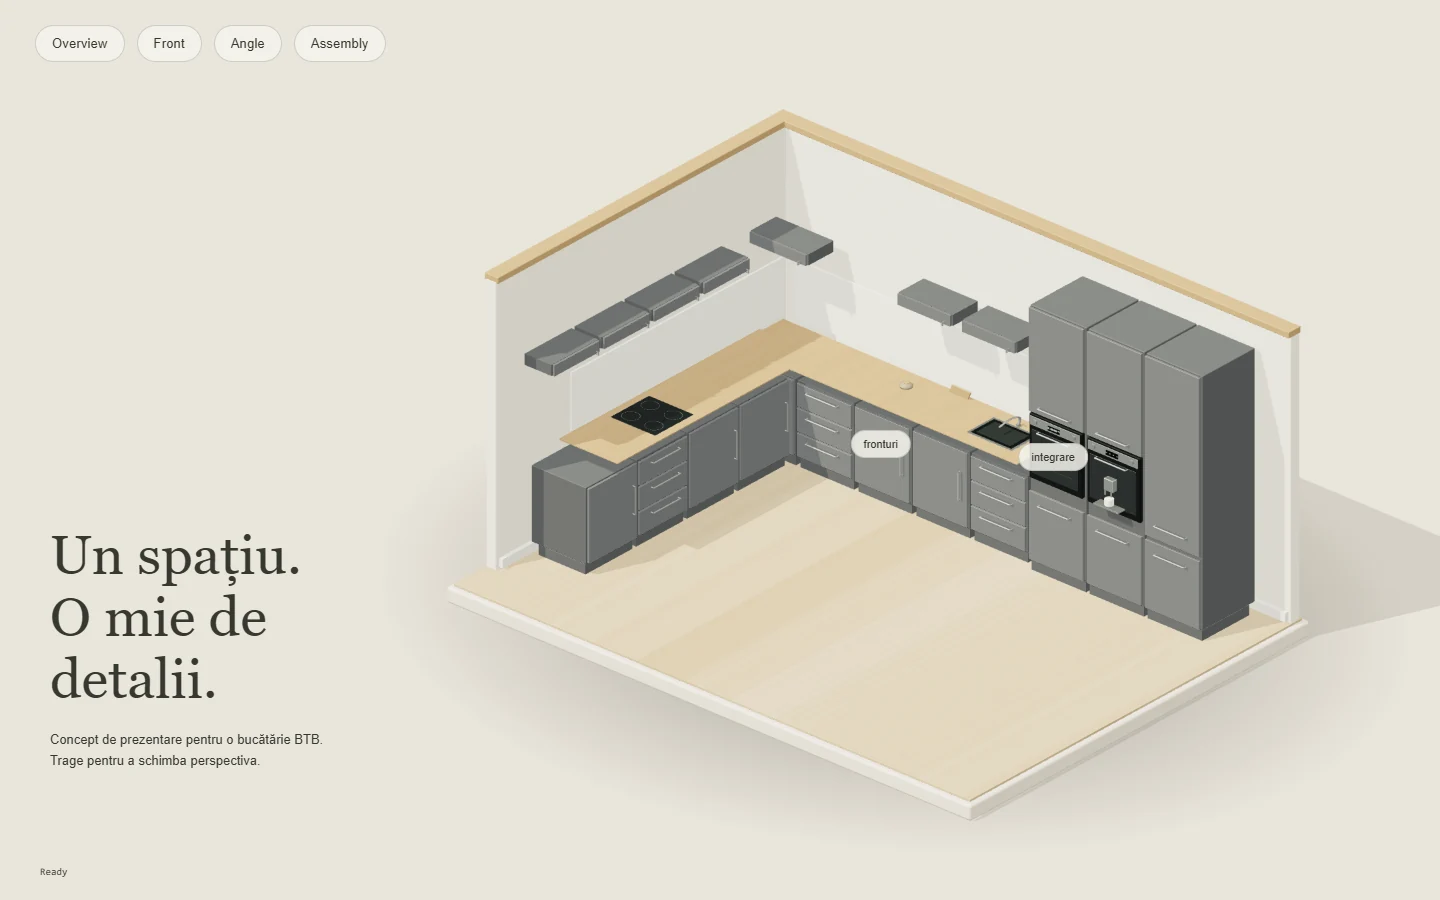 Overview
Front
Angle
Assembly
fronturi
integrare
Un spațiu.
O mie de
detalii.
Concept de prezentare pentru o bucătărie BTB.
Trage pentru a schimba perspectiva.
Ready